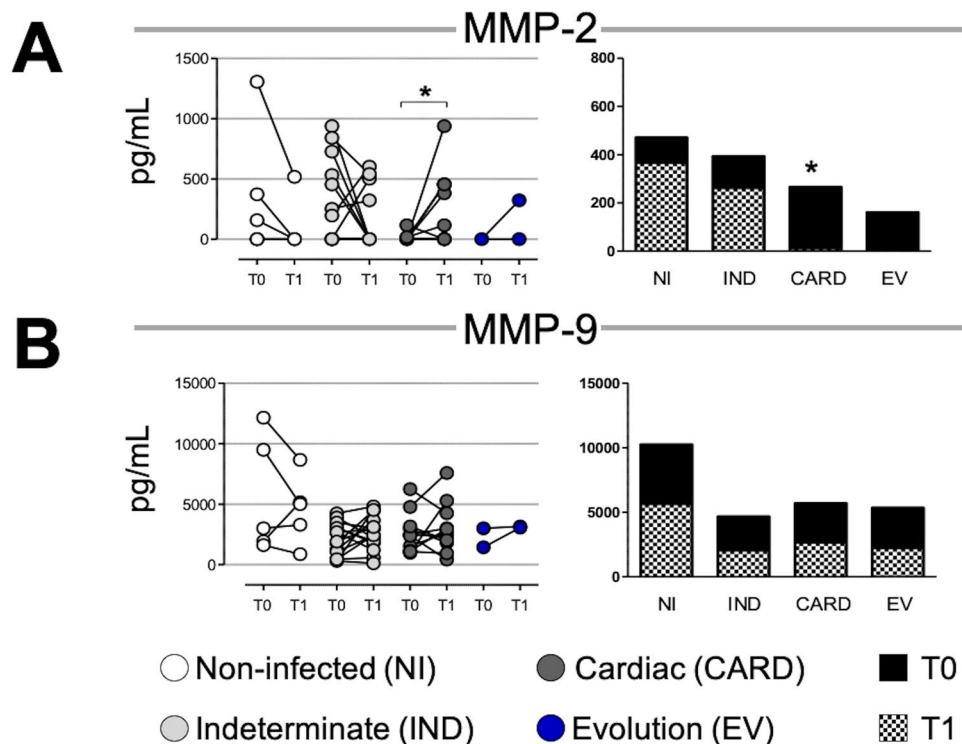 A
MMP-2
pg/mL
1500
1000
500
0
*
T0 T1 T0 T1 T0 T1 T0 T1
800
600
400
200
0
*
NI IND CARD EV
B
MMP-9
pg/mL
15000
10000
5000
0
T0 T1 T0 T1 T0 T1 T0 T1
15000
10000
5000
0
NI IND CARD EV
Non-infected (NI) Cardiac (CARD) T0
Indeterminate (IND) Evolution (EV) T1